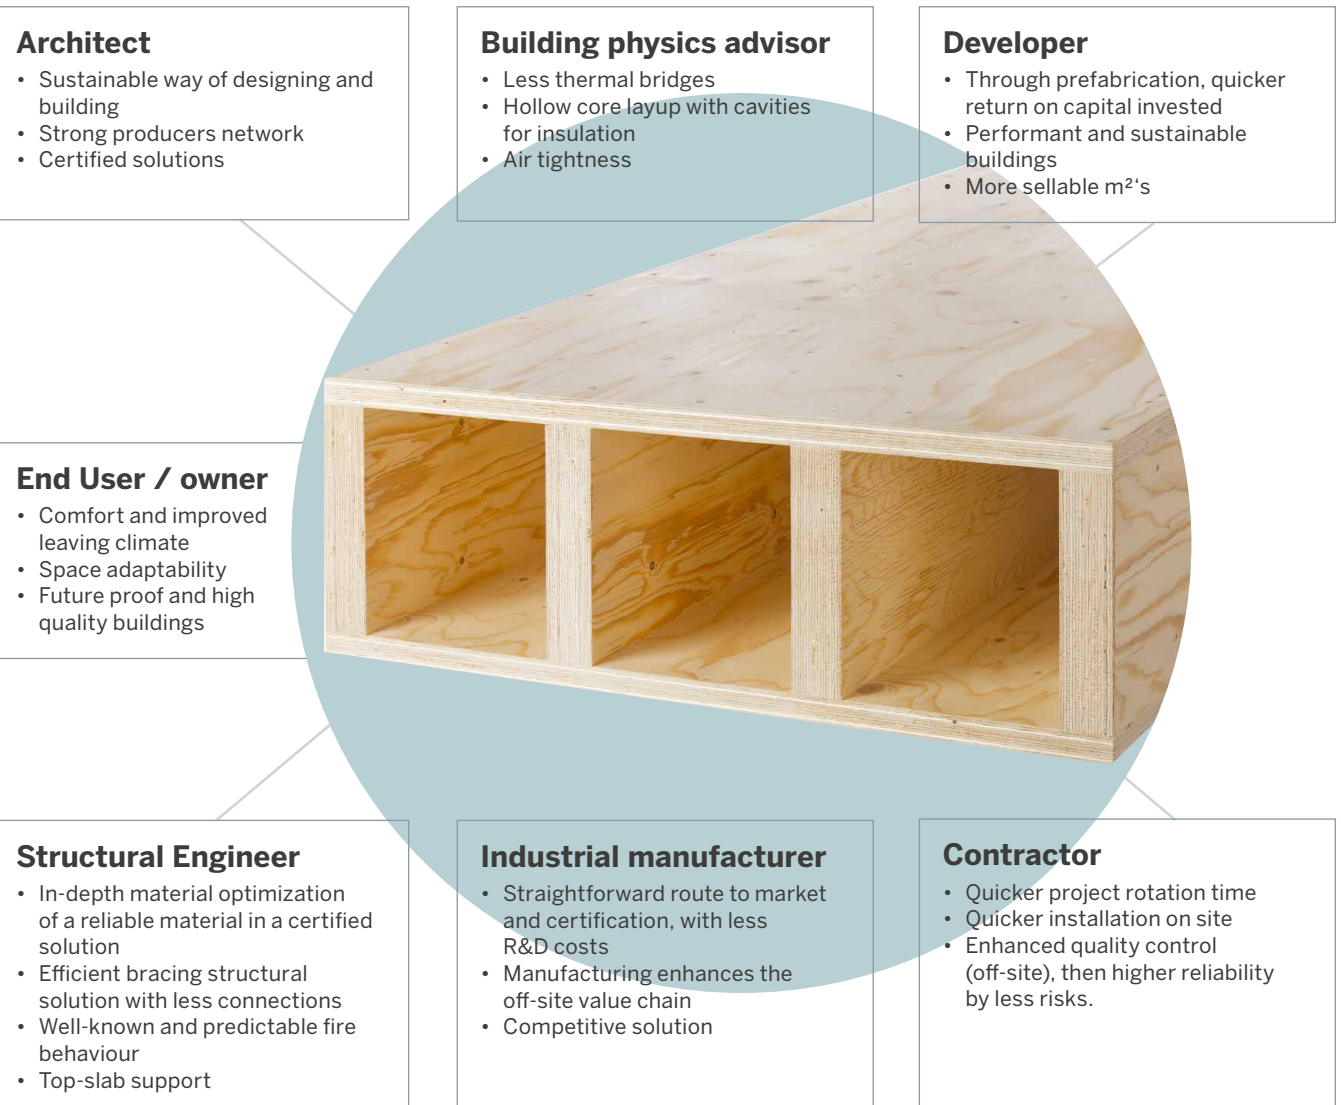 Architect
• Sustainable way of designing and
building
• Strong producers network
• Certified solutions
Building physics advisor
• Less thermal bridges
• Hollow core layup with cavities
for insulation
• Air tightness
Developer
• Through prefabrication, quicker
return on capital invested
• Performant and sustainable
buildings
• More sellable m²‘s
End User / owner
• Comfort and improved
leaving climate
• Space adaptability
• Future proof and high
quality buildings
Structural Engineer
• In-depth material optimization
of a reliable material in a certified
solution
• Efficient bracing structural
solution with less connections
• Well-known and predictable fire
behaviour
• Top-slab support
Industrial manufacturer
• Straightforward route to market
and certification, with less
R&D costs
• Manufacturing enhances the
off-site value chain
• Competitive solution
Contractor
• Quicker project rotation time
• Quicker installation on site
• Enhanced quality control
(off-site), then higher reliability
by less risks.